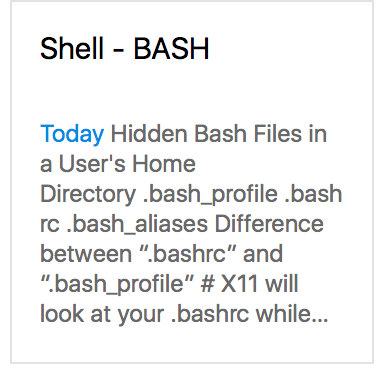 Shell - BASH
Today Hidden Bash Files in
a User's Home
Directory .bash_profile .bash
rc .bash_aliases Difference
between “.bashrc” and
“.bash_profile” # X11 will
look at your .bashrc while...